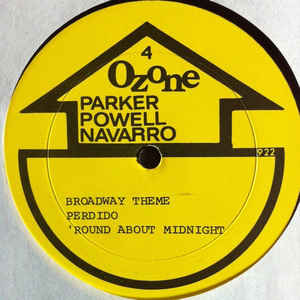 4
Ozone
PARKER
POWELL
NAVARRO
922
BROADWAY THEME
PERDIDO
'ROUND ABOUT MIDNIGHT